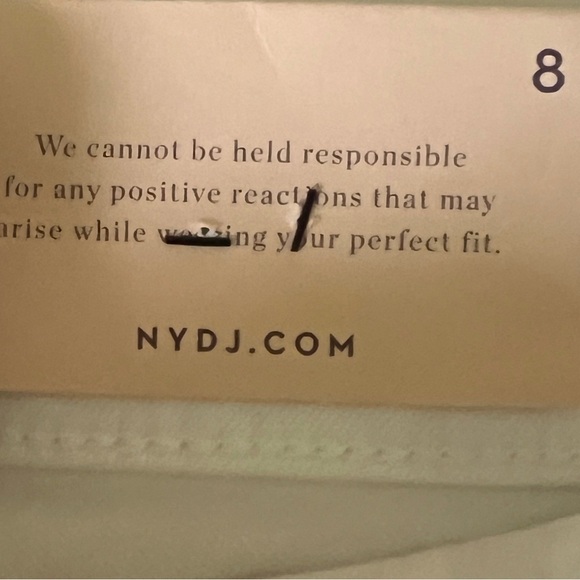 8
We cannot be held responsible
for any positive reactions that may
arise while wearing your perfect fit.
NYDJ.COM